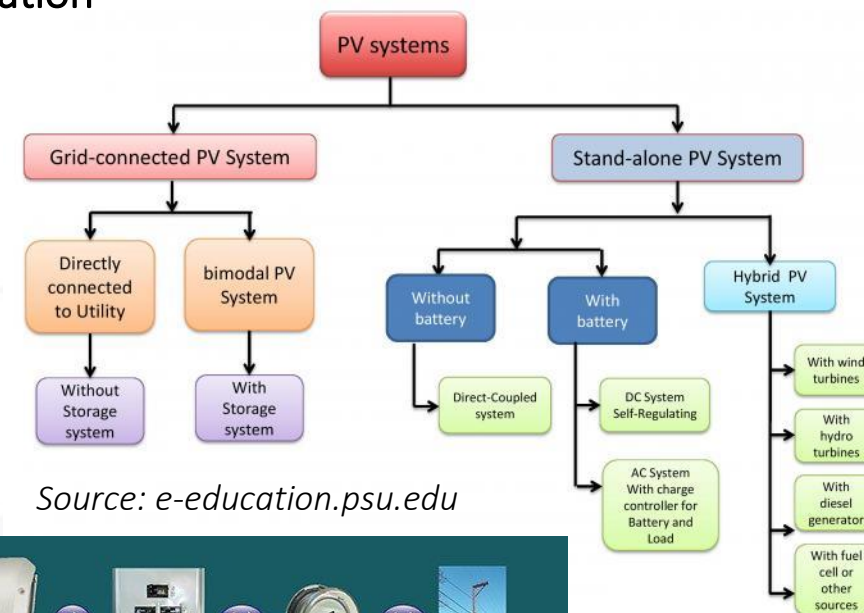 PV systems
Grid-connected PV System
Stand-alone PV System
Directly
connected
to Utility
bimodal PV
System
Without
battery
With
battery
Hybrid PV
System
Without
Storage
system
With
Storage
system
Direct-Coupled
system
DC System
Self-Regulating
AC System
With charge
controller for
Battery and
Load
With wind
turbines
With
hydro
turbines
With
diesel
generator
With fuel
cell or
other
sources
Source: e-education.psu.edu